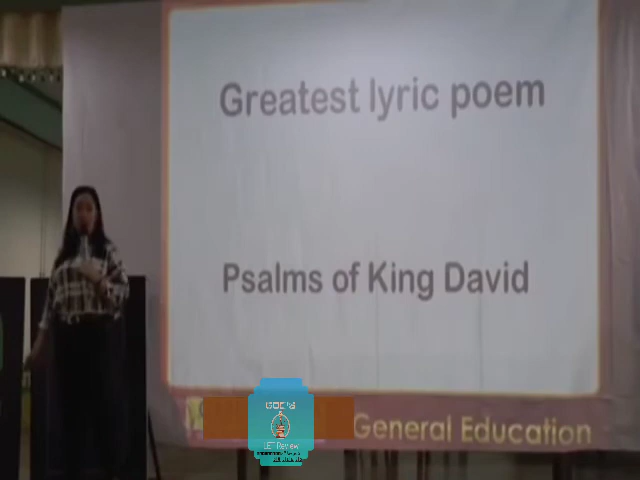 Greatest lyric poem
Psalms of King David
General Education
LET Review